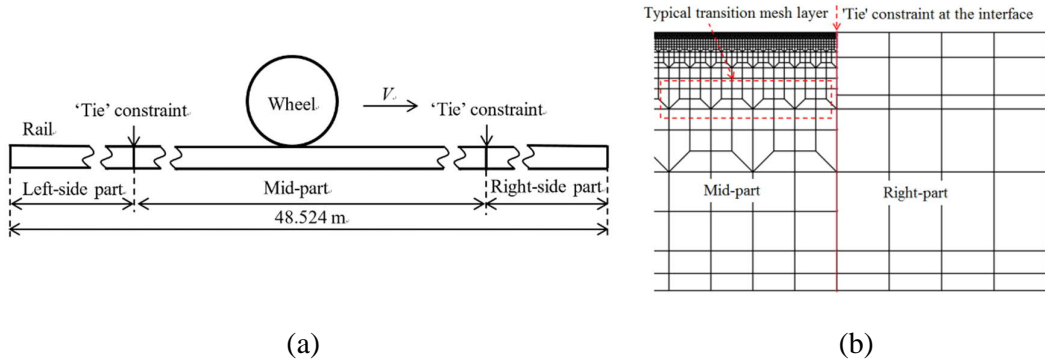 Typical transition mesh layer
'Tie' constraint at the interface
Wheel
V
'Tie' constraint
'Tie' constraint
Rail
Left-side part
Mid-part
Right-side part
48.524 m
Mid-part
Right-part
(a)
(b)